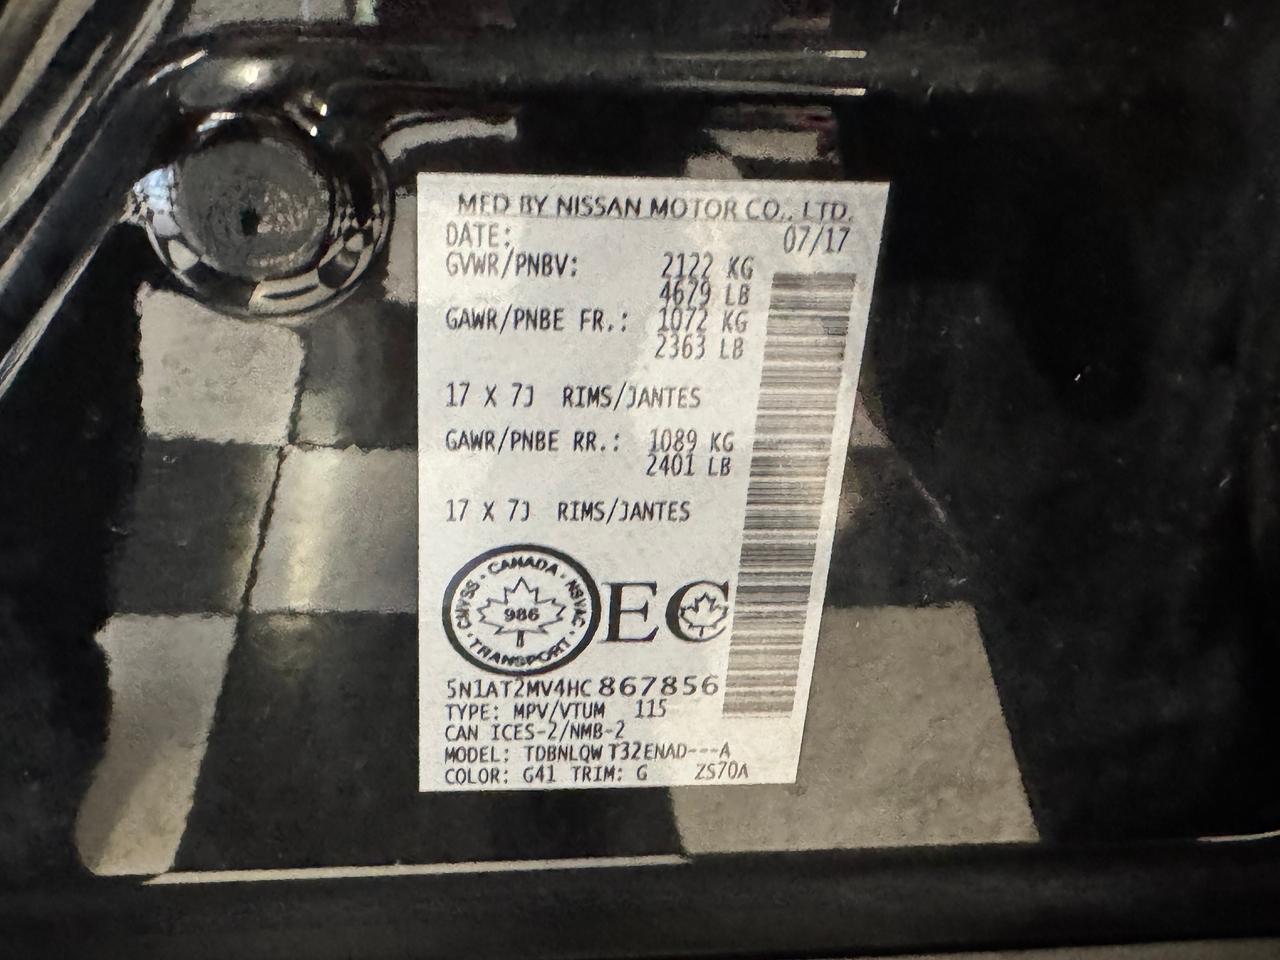 MFD BY NISSAN MOTOR CO., LTD.
DATE: 07/17
GVWR/PNBV: 2122 KG
4679 LB
GAWR/PNBE FR.: 1072 KG
2363 LB
17 X 7J RIMS/JANTES
GAWR/PNBE RR.: 1089 KG
2401 LB
17 X 7J RIMS/JANTES
CANADA
CMVSS · NSVAC
986
TRANSPORT
EC
5N1AT2MV4HC867856
TYPE: MPV/VTUM 115
CAN ICES-2/NMB-2
MODEL: TDBNLQW T32ENAD---A
COLOR: G41 TRIM: G ZS70A